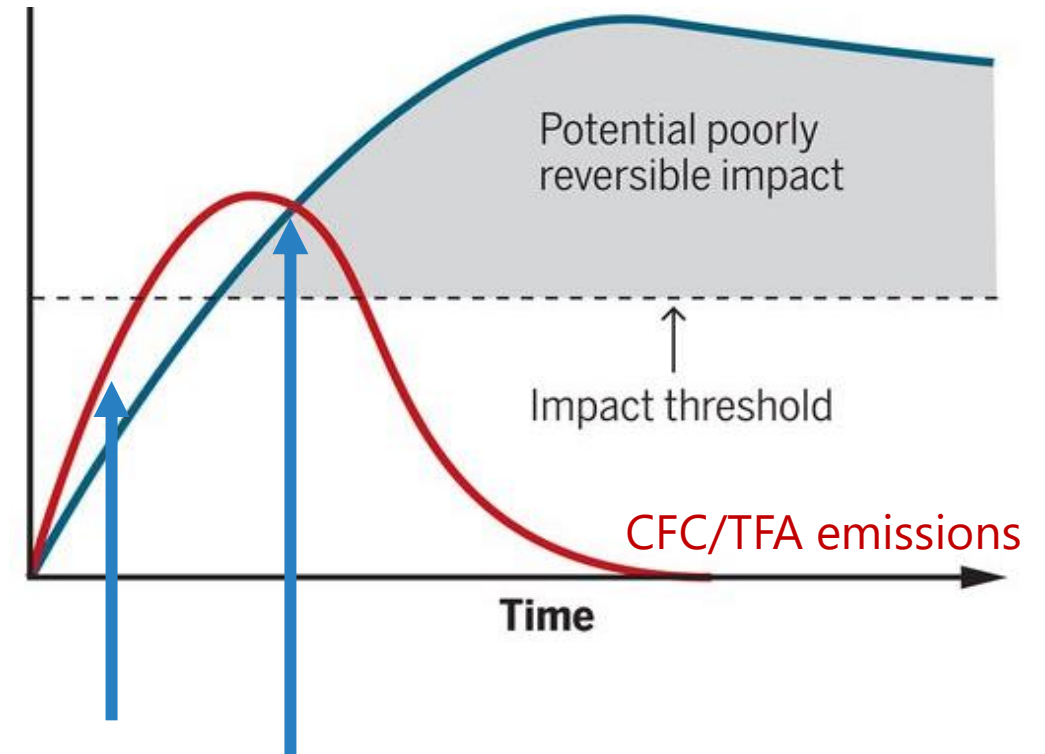 Potential poorly
reversible impact
Impact threshold
CFC/TFA emissions
Time